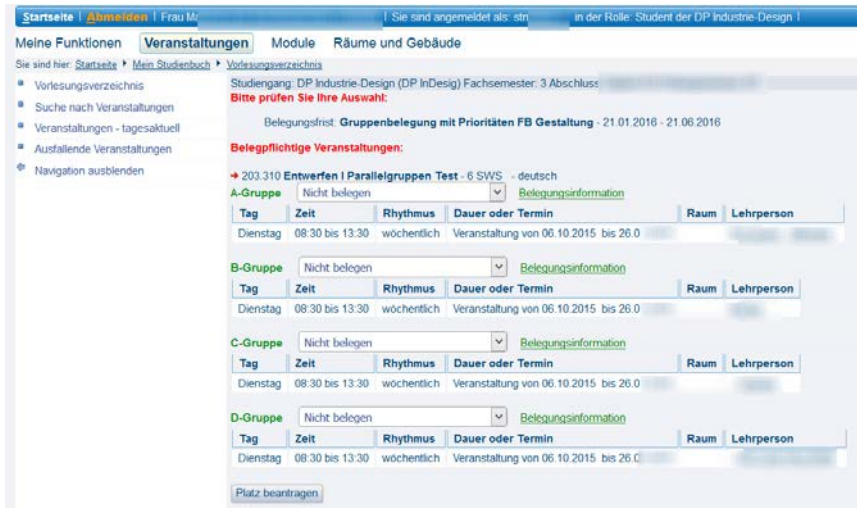 Startseite | Abmelden | Frau M | Sie sind angemeldet als: stn in der Rolle: Student der DP Industrie-Design |
Meine Funktionen Veranstaltungen Module Räume und Gebäude
Sie sind hier: Startseite Mein Studienbuch Vorlesungsverzeichnis
Vorlesungsverzeichnis
Suche nach Veranstaltungen
Veranstaltungen - tagesaktuell
Ausfallende Veranstaltungen
Navigation ausblenden
Studiengang: DP Industrie-Design (DP InDesig) Fachsemester: 3 Abschluss
Bitte prüfen Sie Ihre Auswahl:
Belegungsfrist: Gruppenbelegung mit Prioritäten FB Gestaltung - 21.01.2016 - 21.06.2016
Belegpflichtige Veranstaltungen:
203.310 Entwerfen I Parallelgruppen Test - 6 SWS - deutsch
A-Gruppe Nicht belegen Belegungsinformation
Tag Zeit Rhythmus Dauer oder Termin Raum Lehrperson
Dienstag 08:30 bis 13:30 wöchentlich Veranstaltung von 06.10.2015 bis 26.0
B-Gruppe Nicht belegen Belegungsinformation
Tag Zeit Rhythmus Dauer oder Termin Raum Lehrperson
Dienstag 08:30 bis 13:30 wöchentlich Veranstaltung von 06.10.2015 bis 26.0
C-Gruppe Nicht belegen Belegungsinformation
Tag Zeit Rhythmus Dauer oder Termin Raum Lehrperson
Dienstag 08:30 bis 13:30 wöchentlich Veranstaltung von 06.10.2015 bis 26.0
D-Gruppe Nicht belegen Belegungsinformation
Tag Zeit Rhythmus Dauer oder Termin Raum Lehrperson
Dienstag 08:30 bis 13:30 wöchentlich Veranstaltung von 06.10.2015 bis 26.0
Platz beantragen